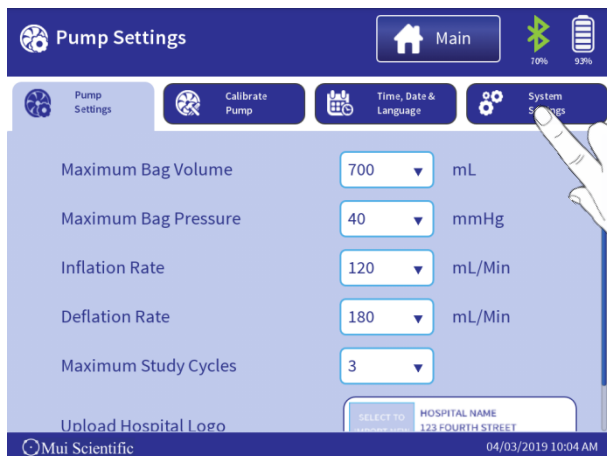 Pump Settings
Main
70%
93%
Pump
Settings
Calibrate
Pump
Time, Date &
Language
System
Settings
Maximum Bag Volume 700 mL
Maximum Bag Pressure 40 mmHg
Inflation Rate 120 mL/Min
Deflation Rate 180 mL/Min
Maximum Study Cycles 3
Upload Hospital Logo
SELECT TO
HOSPITAL NAME
123 FOURTH STREET
Mui Scientific
04/03/2019 10:04 AM